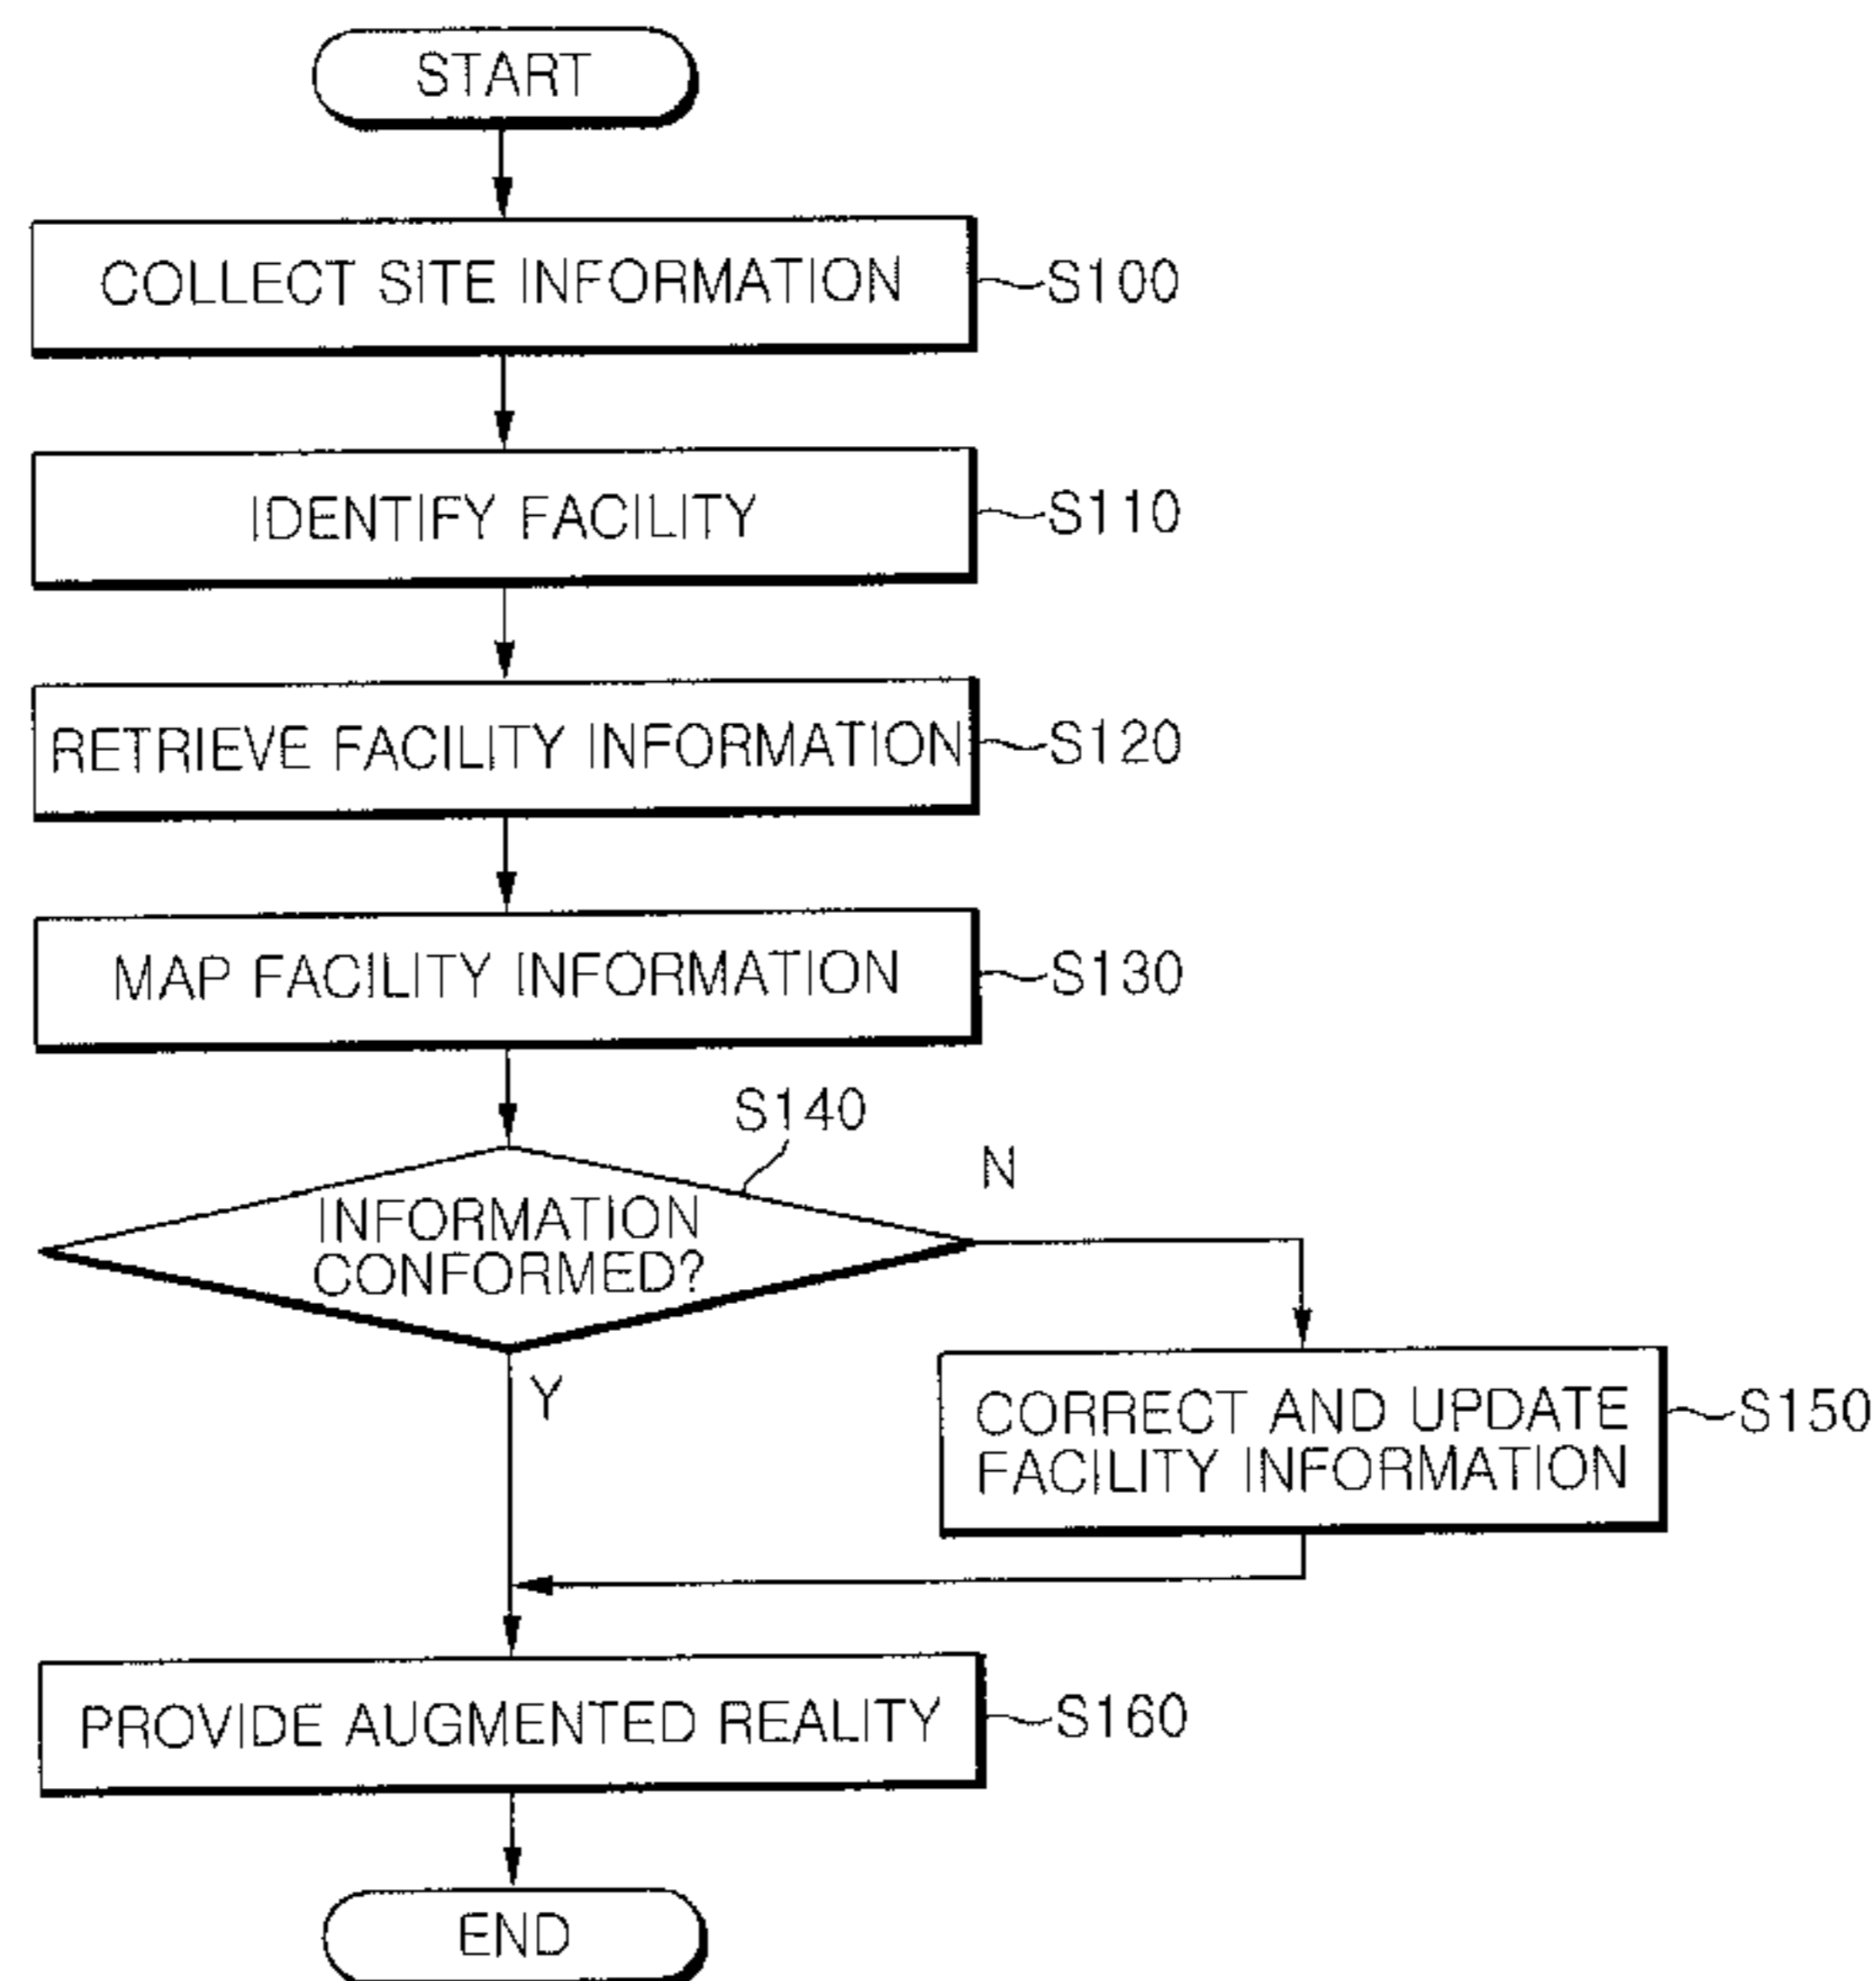 START
COLLECT SITE INFORMATION
S100
IDENTIFY FACILITY
S110
RETRIEVE FACILITY INFORMATION
S120
MAP FACILITY INFORMATION
S130
S140
N
INFORMATION
CONFORMED?
Y
CORRECT AND UPDATE
FACILITY INFORMATION
S150
PROVIDE AUGMENTED REALITY
S160
END